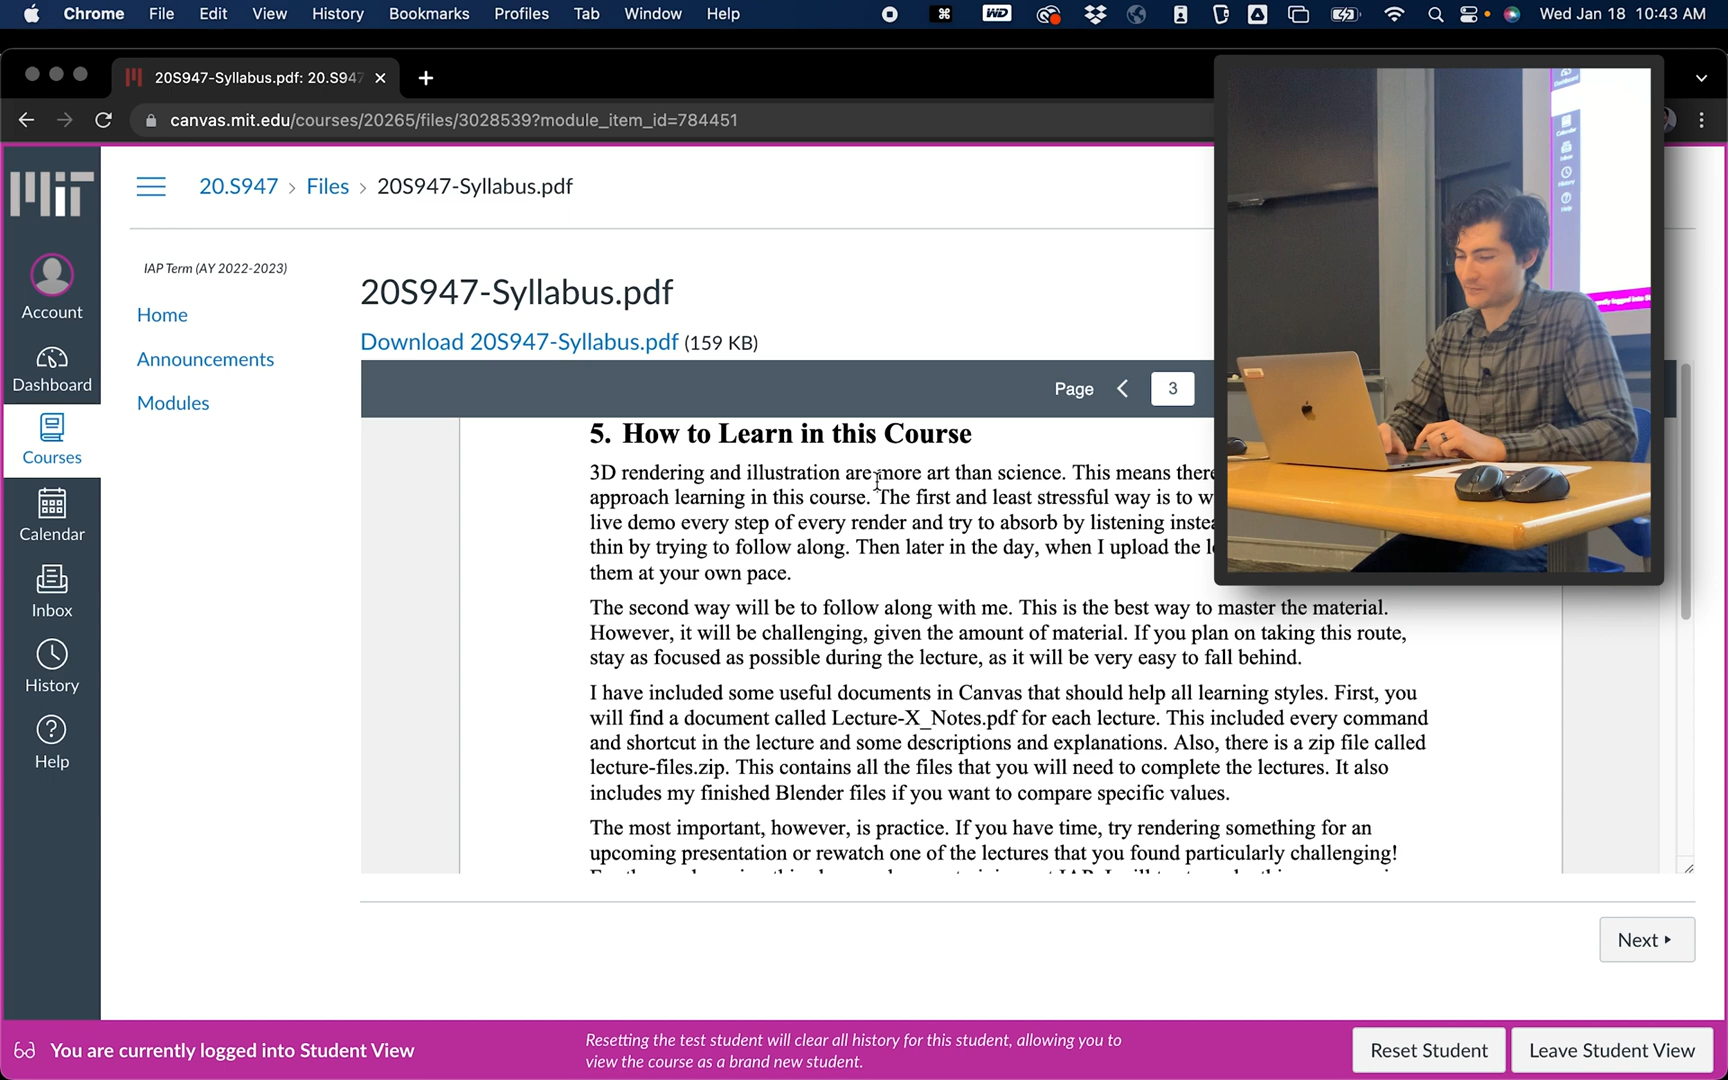 Chrome File Edit View History Bookmarks Profiles Tab Window Help WD Wed Jan 18 10:43 AM
20S947-Syllabus.pdf: 20.S947
canvas.mit.edu/courses/20265/files/3028539?module_item_id=784451
MIT
20.S947 > Files > 20S947-Syllabus.pdf
IAP Term (AY 2022-2023)
Home
Announcements
Modules
Account
Dashboard
Courses
Calendar
Inbox
History
Help
20S947-Syllabus.pdf
Download 20S947-Syllabus.pdf (159 KB)
Page 3
5. How to Learn in this Course
3D rendering and illustration are more art than science. This means there
approach learning in this course. The first and least stressful way is to w
live demo every step of every render and try to absorb by listening inste
thin by trying to follow along. Then later in the day, when I upload the l
them at your own pace.
The second way will be to follow along with me. This is the best way to master the material.
However, it will be challenging, given the amount of material. If you plan on taking this route,
stay as focused as possible during the lecture, as it will be very easy to fall behind.
I have included some useful documents in Canvas that should help all learning styles. First, you
will find a document called Lecture-X_Notes.pdf for each lecture. This included every command
and shortcut in the lecture and some descriptions and explanations. Also, there is a zip file called
lecture-files.zip. This contains all the files that you will need to complete the lectures. It also
includes my finished Blender files if you want to compare specific values.
The most important, however, is practice. If you have time, try rendering something for an
upcoming presentation or rewatch one of the lectures that you found particularly challenging!
Next
You are currently logged into Student View
Resetting the test student will clear all history for this student, allowing you to
view the course as a brand new student.
Reset Student
Leave Student View